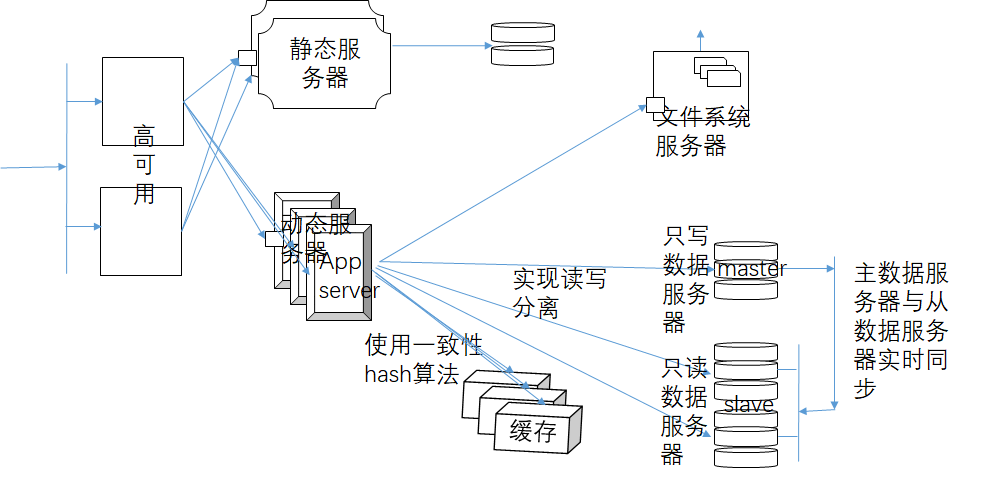 静态服
务器
高
可
用
文件系统
服务器
动态服
务器
App
server
实现读写
分离
只写
数据
服务
器
master
主数据服
务器与从
数据服务
器实时同
步
使用一致性
hash算法
缓存
只读
数据
服务
器
slave